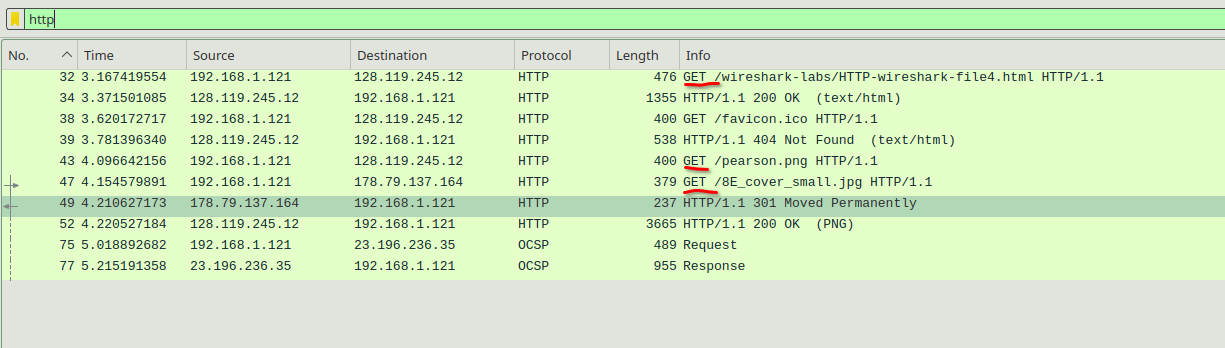 http
No. Time Source Destination Protocol Length Info
32 3.167419554 192.168.1.121 128.119.245.12 HTTP 476 GET /wireshark-labs/HTTP-wireshark-file4.html HTTP/1.1
34 3.371501085 128.119.245.12 192.168.1.121 HTTP 1355 HTTP/1.1 200 OK (text/html)
38 3.620172717 192.168.1.121 128.119.245.12 HTTP 400 GET /favicon.ico HTTP/1.1
39 3.781396340 128.119.245.12 192.168.1.121 HTTP 538 HTTP/1.1 404 Not Found (text/html)
43 4.096642156 192.168.1.121 128.119.245.12 HTTP 400 GET /pearson.png HTTP/1.1
47 4.154579891 192.168.1.121 178.79.137.164 HTTP 379 GET /8E_cover_small.jpg HTTP/1.1
49 4.210627173 178.79.137.164 192.168.1.121 HTTP 237 HTTP/1.1 301 Moved Permanently
52 4.220527184 128.119.245.12 192.168.1.121 HTTP 3665 HTTP/1.1 200 OK (PNG)
75 5.018892682 192.168.1.121 23.196.236.35 OCSP 489 Request
77 5.215191358 23.196.236.35 192.168.1.121 OCSP 955 Response